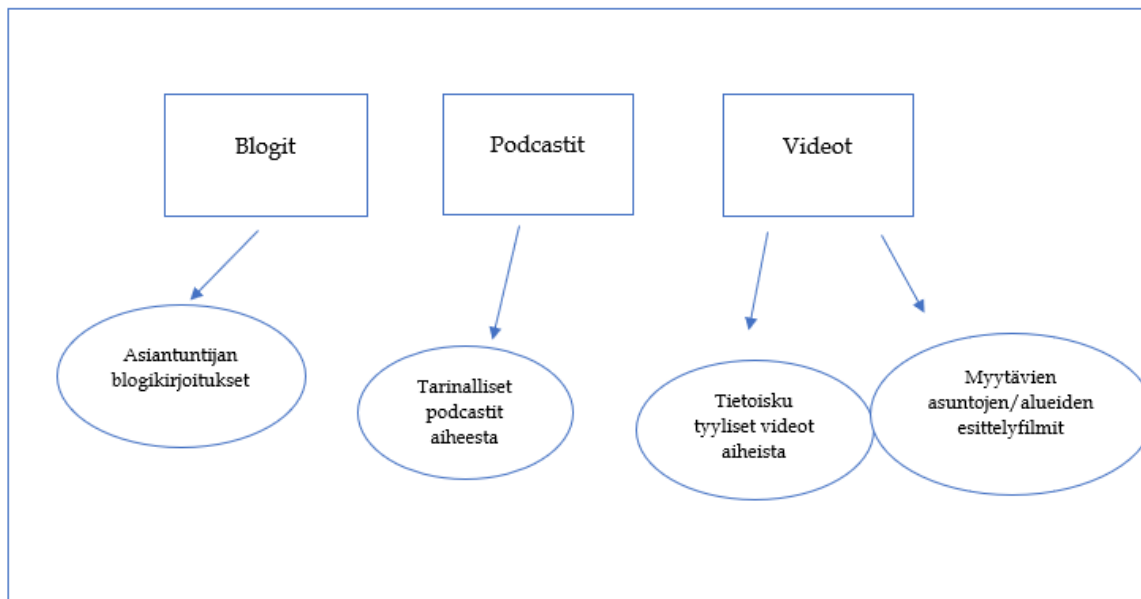 Blogit
Podcastit
Videot
Asiantuntijan
blogikirjoitukset
Tarinalliset
podcastit
aiheesta
Tietoisku
tyyliset videot
aiheista
Myytävien
asuntojen/alueiden
esittelyfilmit